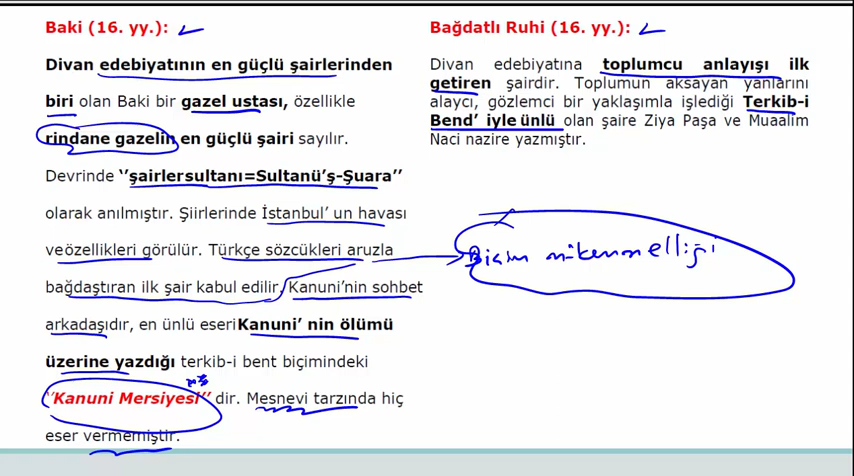 Baki (16. yy.):
Divan edebiyatının en güçlü şairlerinden
biri olan Baki bir gazel ustası, özellikle
rindane gazelin en güçlü şairi sayılır.
Devrinde ‘’şairlersultanı=Sultanü’ş-Şuara’’
olarak anılmıştır. Şiirlerinde İstanbul’ un havası
veözellikleri görülür. Türkçe sözcükleri aruzla
bağdaştıran ilk şair kabul edilir. Kanuni’nin sohbet
arkadaşıdır, en ünlü eseri Kanuni’ nin ölümü
üzerine yazdığı terkib-i bent biçimindeki
‘’Kanuni Mersiyesi’’ dir. Mesnevi tarzında hiç
eser vermemiştir.
Bağdatlı Ruhi (16. yy.):
Divan edebiyatına toplumcu anlayışı ilk
getiren şairdir. Toplumun aksayan yanlarını
alaycı, gözlemci bir yaklaşımla işlediği Terkib-i
Bend’ iyle ünlü olan şaire Ziya Paşa ve Muaalim
Naci nazire yazmıştır.
Biçim mükemmelliği